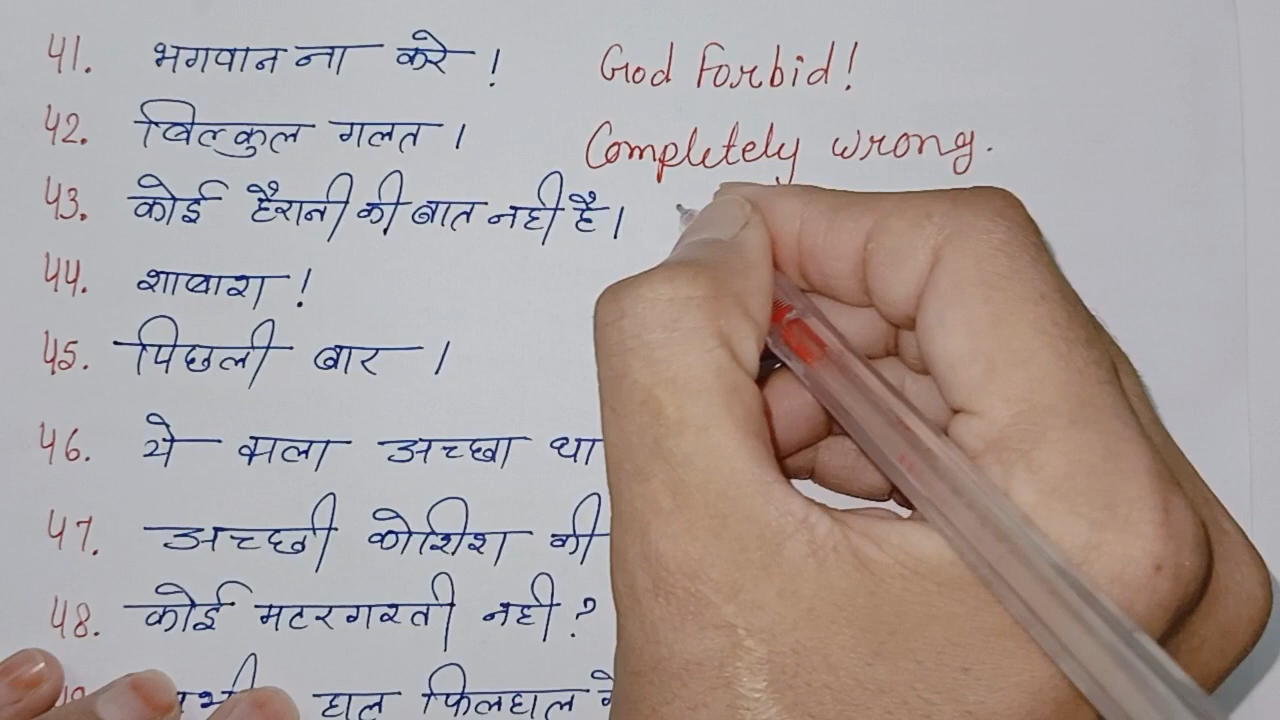 41. भगवान ना करे ! God Forbid!
42. बिल्कुल गलत । Completely wrong.
43. कोई हैरानी की बात नही है।
44. शाबाश !
45. पिछली बार ।
46. ये भला अच्छा था
47. अच्छी कोशिश की
48. कोई मटरगश्ती नही ?
हाल फिलहाल